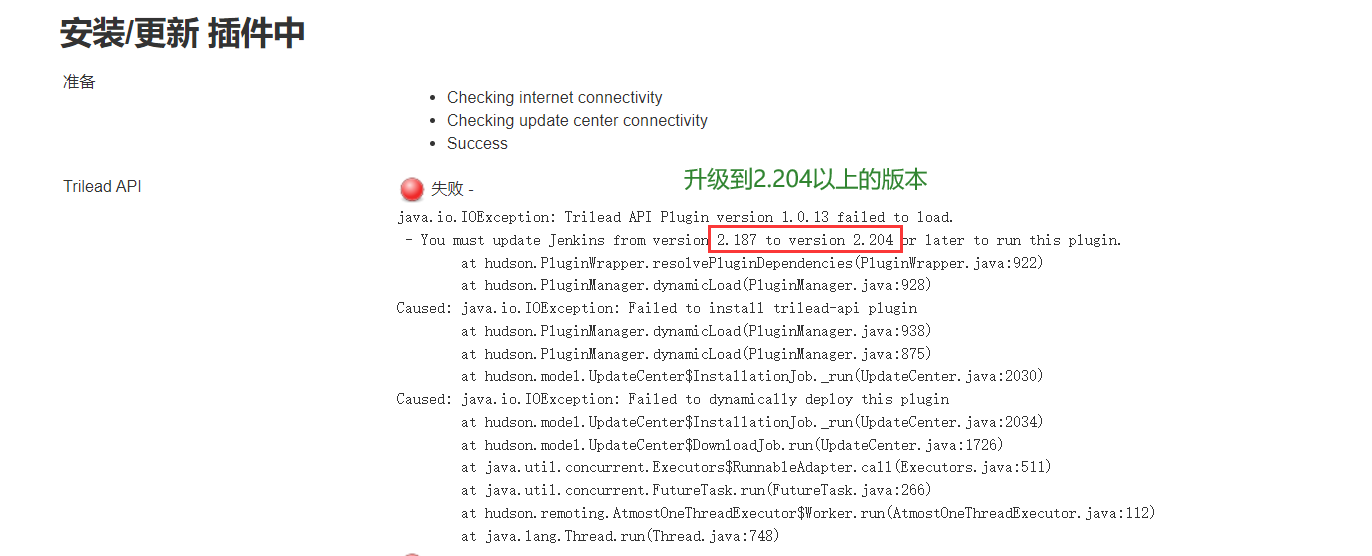 安装/更新 插件中
准备
Checking internet connectivity
Checking update center connectivity
Success
升级到2.204以上的版本
Trilead API
失败 -
java.io.IOException: Trilead API Plugin version 1.0.13 failed to load.
- You must update Jenkins from version 2.187 to version 2.204 or later to run this plugin.
at hudson.PluginWrapper.resolvePluginDependencies(PluginWrapper.java:922)
at hudson.PluginManager.dynamicLoad(PluginManager.java:928)
Caused: java.io.IOException: Failed to install trilead-api plugin
at hudson.PluginManager.dynamicLoad(PluginManager.java:938)
at hudson.PluginManager.dynamicLoad(PluginManager.java:875)
at hudson.model.UpdateCenter$InstallationJob._run(UpdateCenter.java:2030)
Caused: java.io.IOException: Failed to dynamically deploy this plugin
at hudson.model.UpdateCenter$InstallationJob._run(UpdateCenter.java:2034)
at hudson.model.UpdateCenter$DownloadJob.run(UpdateCenter.java:1726)
at java.util.concurrent.Executors$RunnableAdapter.call(Executors.java:511)
at java.util.concurrent.FutureTask.run(FutureTask.java:266)
at hudson.remoting.AtmostOneThreadExecutor$Worker.run(AtmostOneThreadExecutor.java:112)
at java.lang.Thread.run(Thread.java:748)